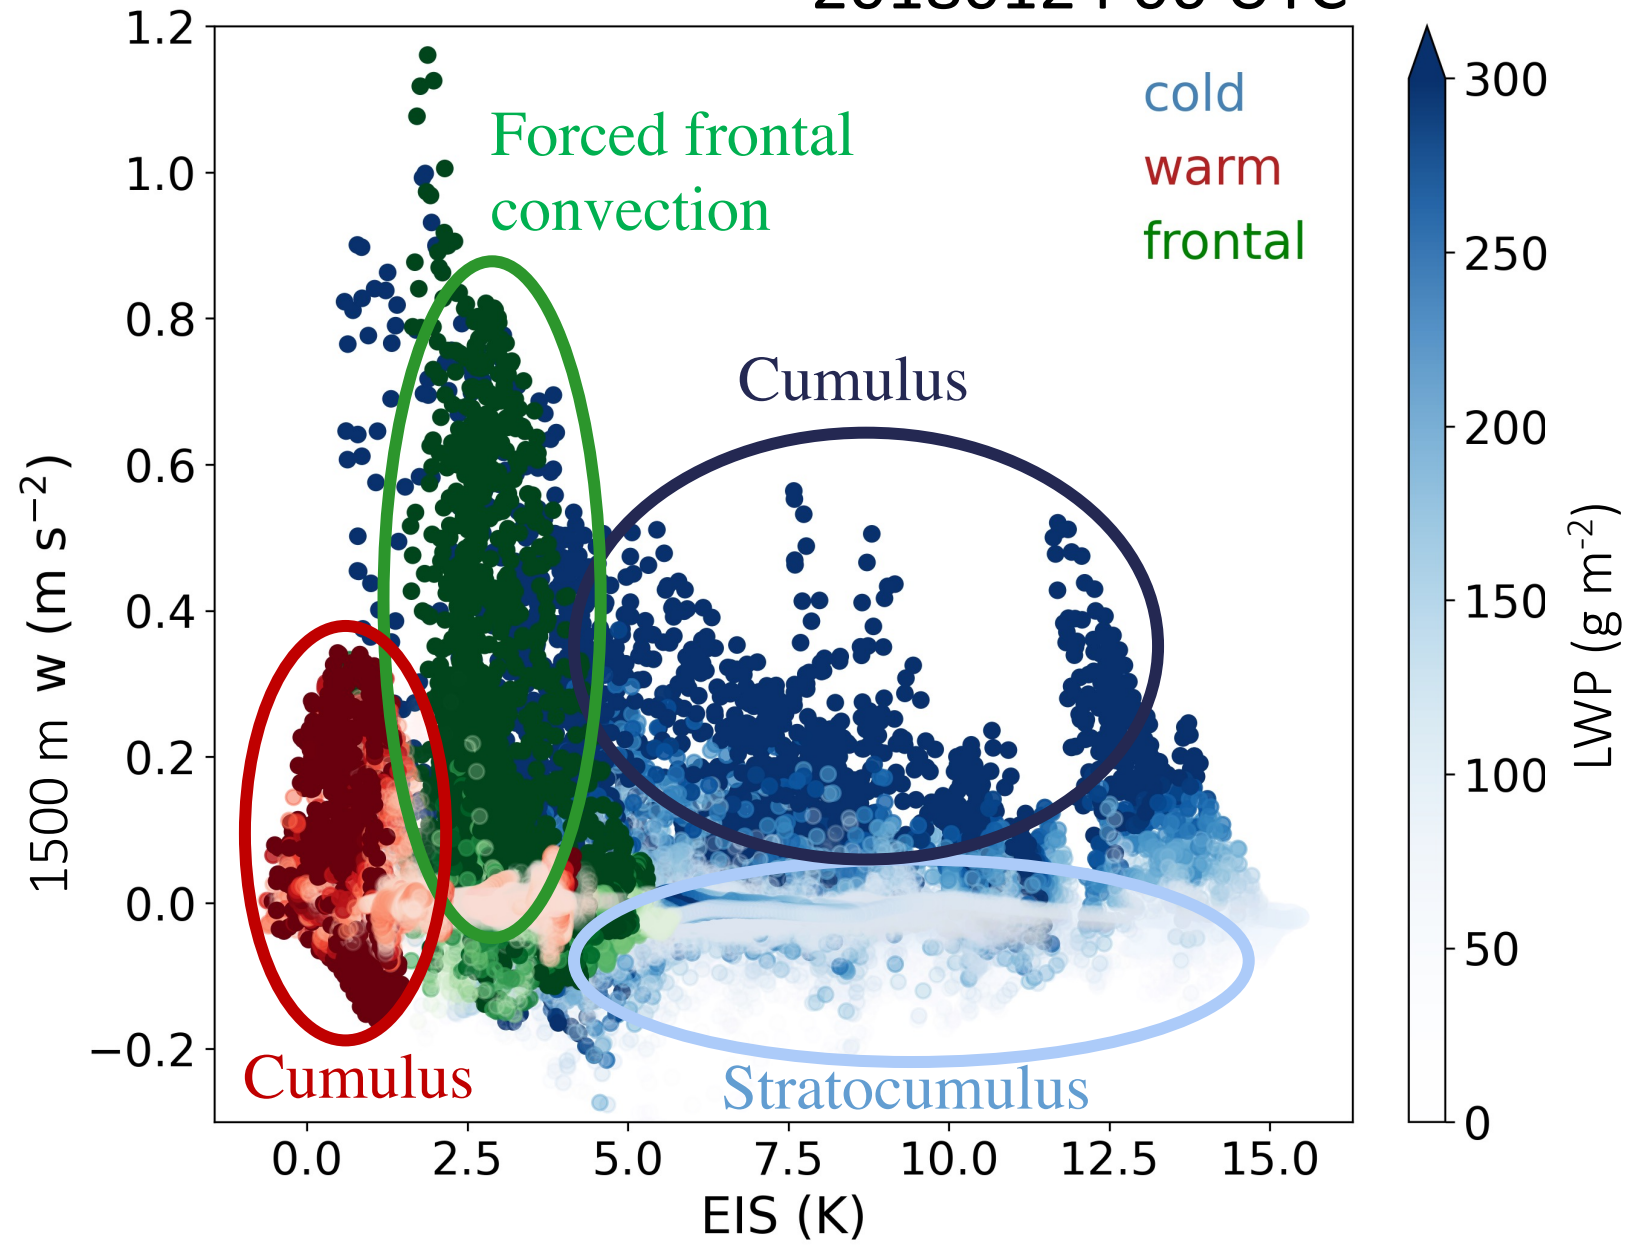 UTC
1.2
1.0
0.8
0.6
0.4
0.2
0.0
−0.2
1500 m w (m s⁻²)
cold
warm
frontal
Forced frontal
convection
Cumulus
Cumulus
Stratocumulus
0.0 2.5 5.0 7.5 10.0 12.5 15.0
EIS (K)
300
250
200
150
100
50
0
LWP (g m⁻²)